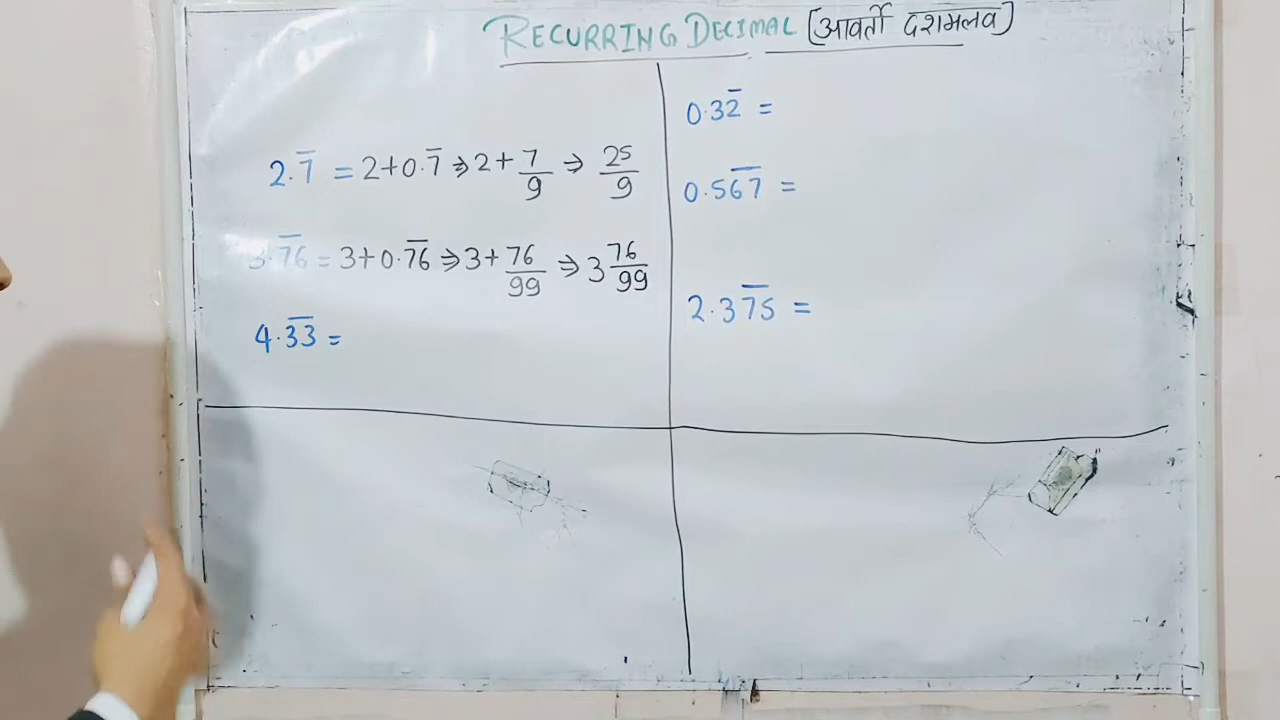 RECURRING DECIMAL [आवर्ती दशमलव]
2.7̅ = 2+0.7̅ ⇒ 2 + 7/9 ⇒ 25/9
3.7̅6̅ = 3+0.7̅6̅ ⇒ 3 + 76/99 ⇒ 3 76/99
4.3̅3̅ =
0.32̅ =
0.56̅7̅ =
2.37̅5̅ =